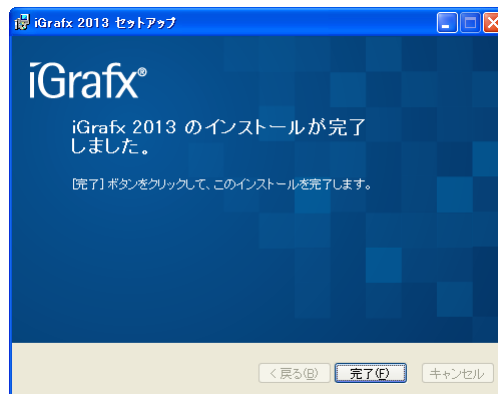 iGrafx 2013 セットアップ
iGrafx®
iGrafx 2013 のインストールが完了
しました。
[完了] ボタンをクリックして、このインストールを完了します。
< 戻る(B)
完了(F)
キャンセル